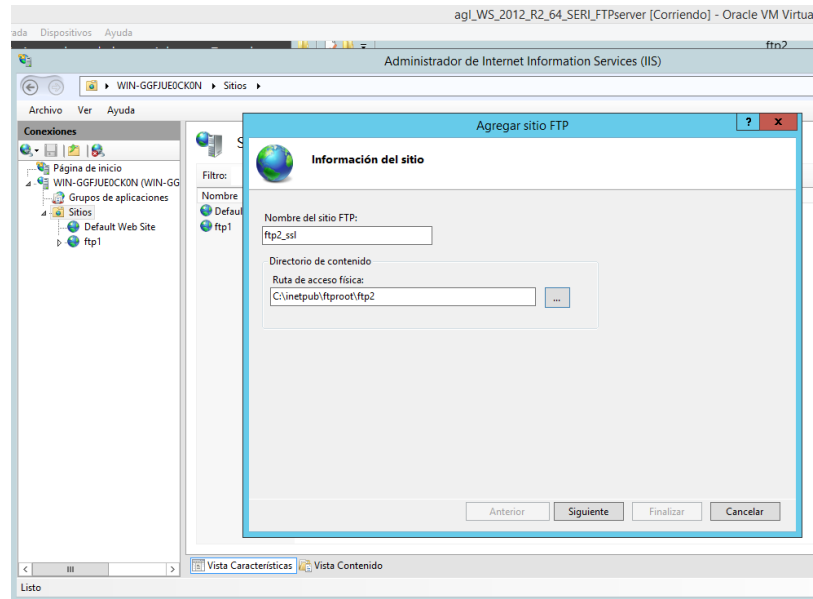 agl_WS_2012_R2_64_SERI_FTPserver [Corriendo] - Oracle VM Virtua
rada Dispositivos Ayuda
ftp2
Administrador de Internet Information Services (IIS)
WIN-GGFJUE0CK0N Sitios
Archivo Ver Ayuda
Conexiones
Página de inicio
WIN-GGFJUE0CK0N (WIN-GG
Grupos de aplicaciones
Sitios
Default Web Site
ftp1
S
Filtro:
Nombre
Defaul
ftp1
Agregar sitio FTP
? x
Información del sitio
Nombre del sitio FTP:
ftp2_ssl
Directorio de contenido
Ruta de acceso física:
C:\inetpub\ftproot\ftp2
...
Anterior Siguiente Finalizar Cancelar
Vista Características Vista Contenido
Listo